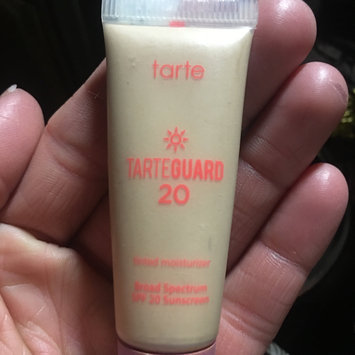 tarte
TARTEGUARD
20
tinted moisturizer
Broad Spectrum
SPF 20 Sunscreen